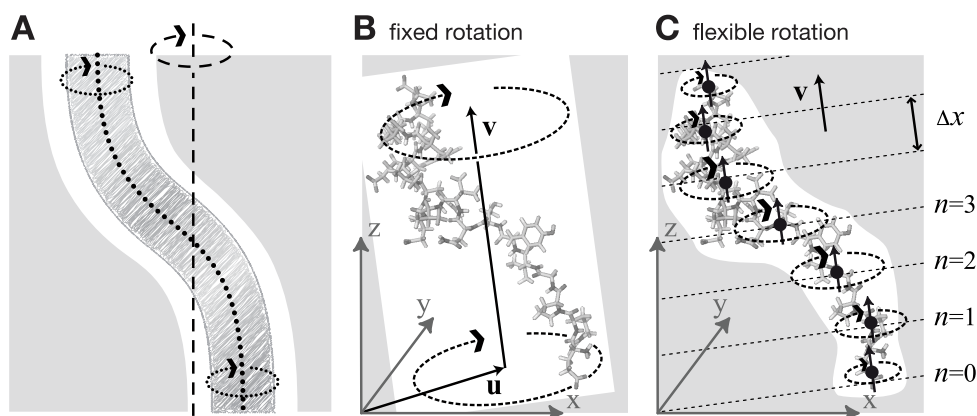 A
B fixed rotation
v
z
y
u
x
C flexible rotation
v
Δx
z
n=3
y
n=2
n=1
x
n=0